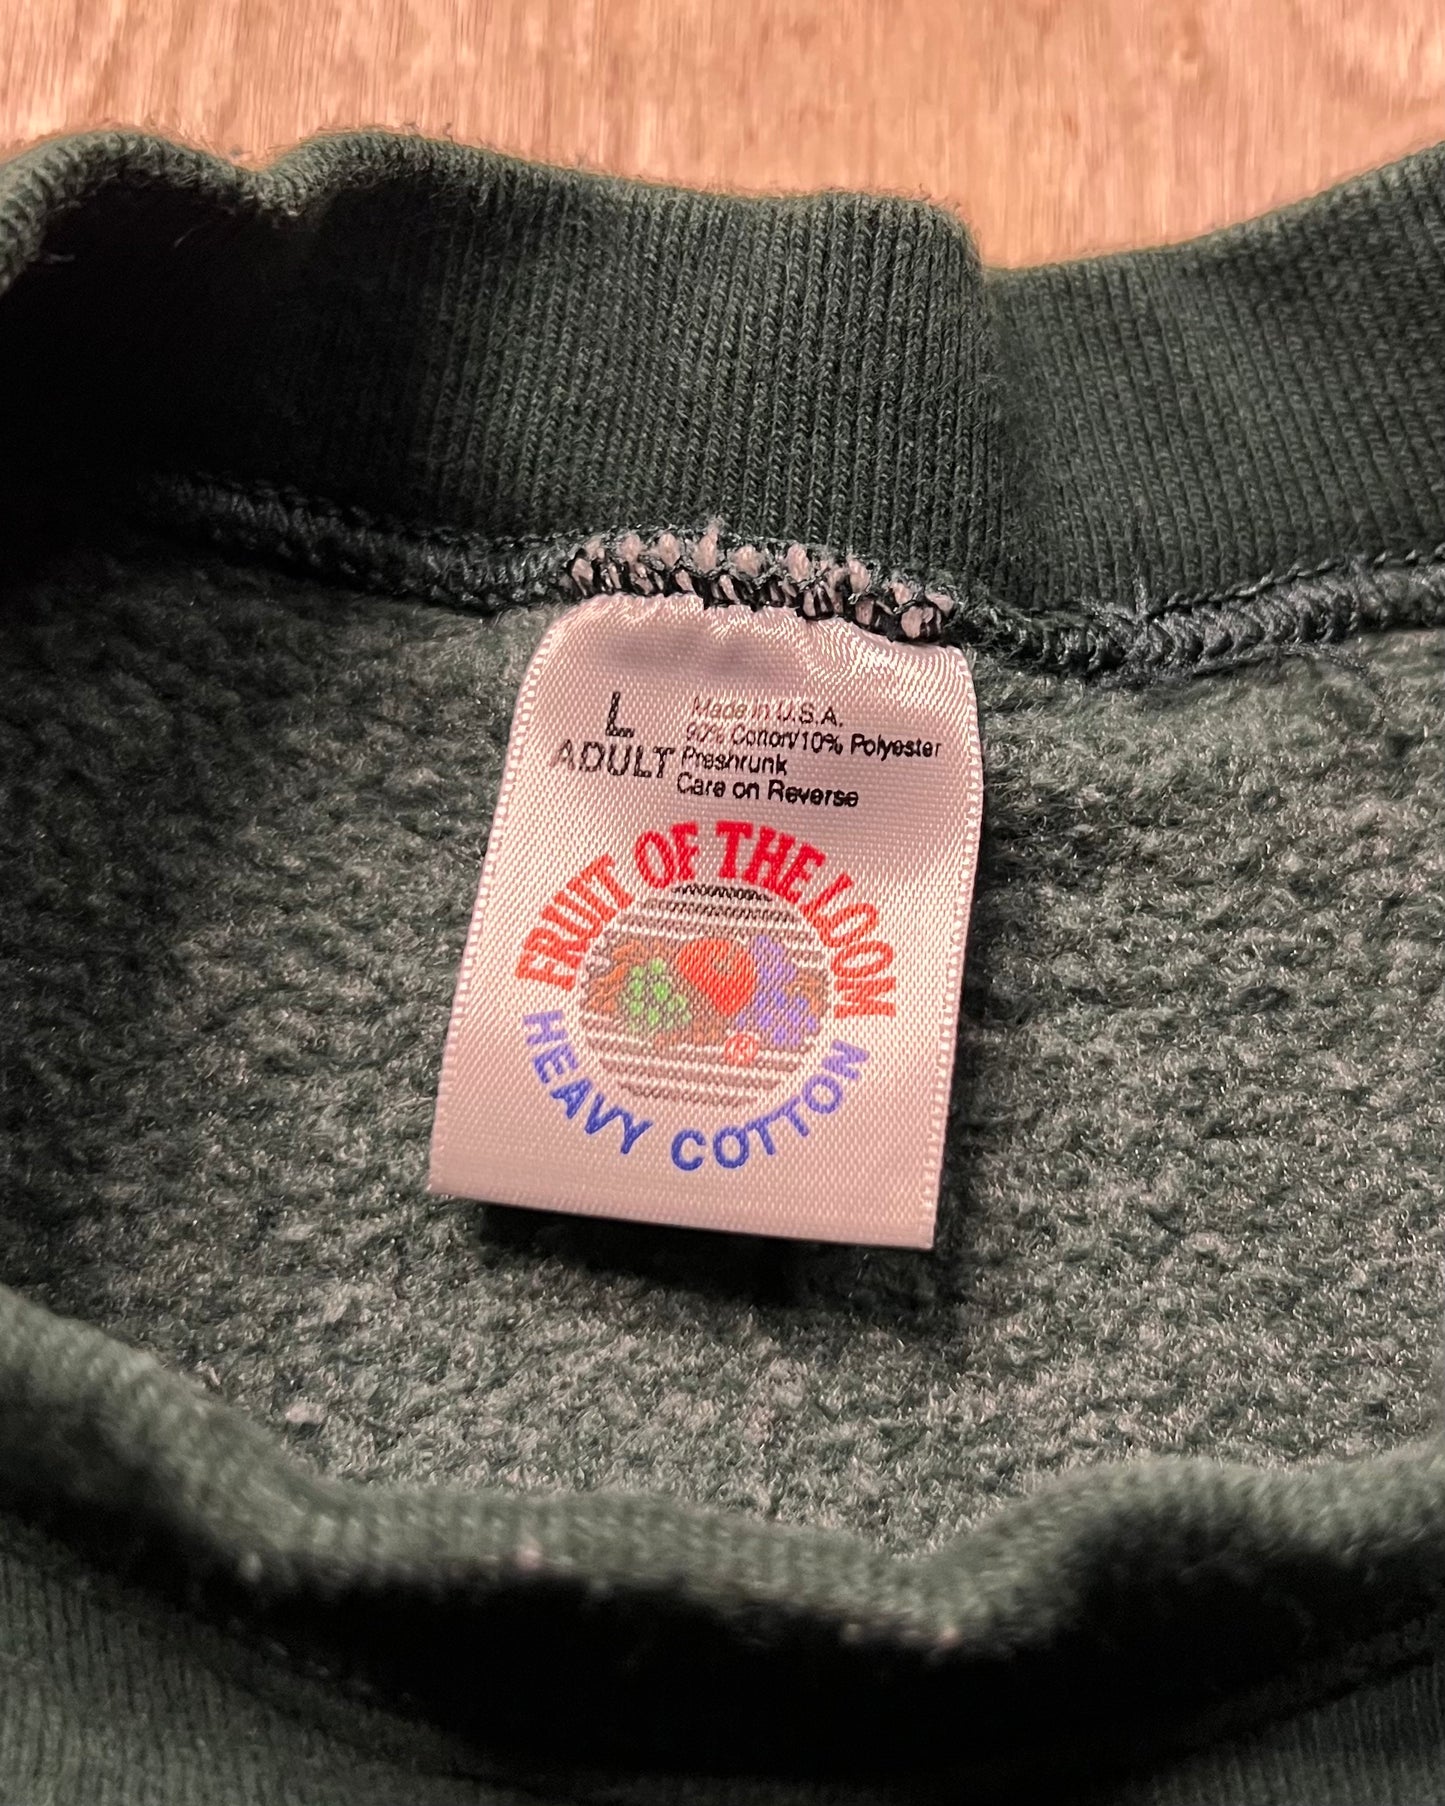 L
ADULT
Made in U.S.A.
90% Cotton/10% Polyester
Preshrunk
Care on Reverse
FRUIT OF THE LOOM
®
HEAVY COTTON